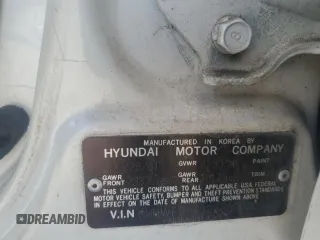 MANUFACTURED IN KOREA BY
HYUNDAI MOTOR COMPANY
GVWR PAINT
GAWR FRONT GAWR REAR TRIM
THIS VEHICLE CONFORMS TO ALL APPLICABLE U.S.A. FEDERAL
MOTOR VEHICLE SAFETY, BUMPER AND THEFT PREVENTION STANDARDS
IN EFFECT ON THE DATE OF MANUFACTURE SHOWN ABOVE.
V.I.N
DREAMBID